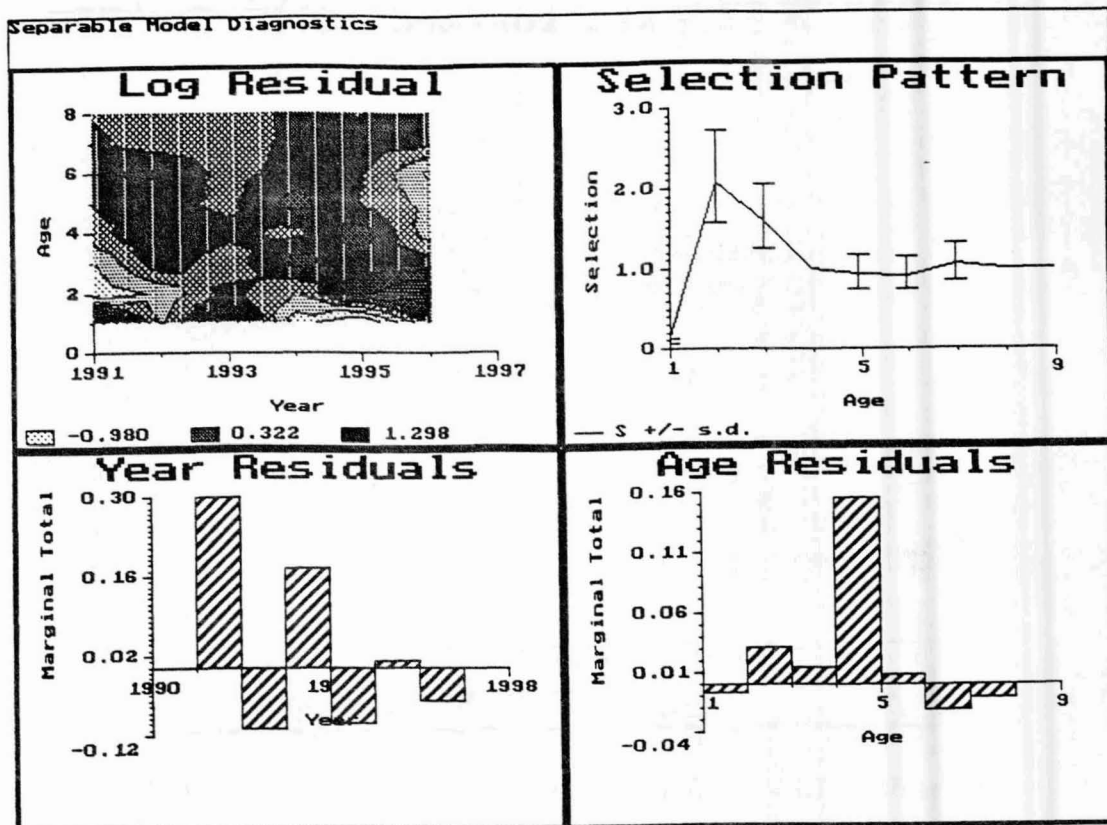 Separable Model Diagnostics
Log Residual
8
6
4
2
0
Age
1991
1993
1995
1997
Year
-0.980
0.322
1.298
Selection Pattern
3.0
2.0
1.0
0
Selection
1
5
9
Age
S +/- s.d.
Year Residuals
0.30
0.16
0.02
-0.12
Marginal Total
1990
19
1998
Year
Age Residuals
0.16
0.11
0.06
0.01
-0.04
Marginal Total
1
5
9
Age